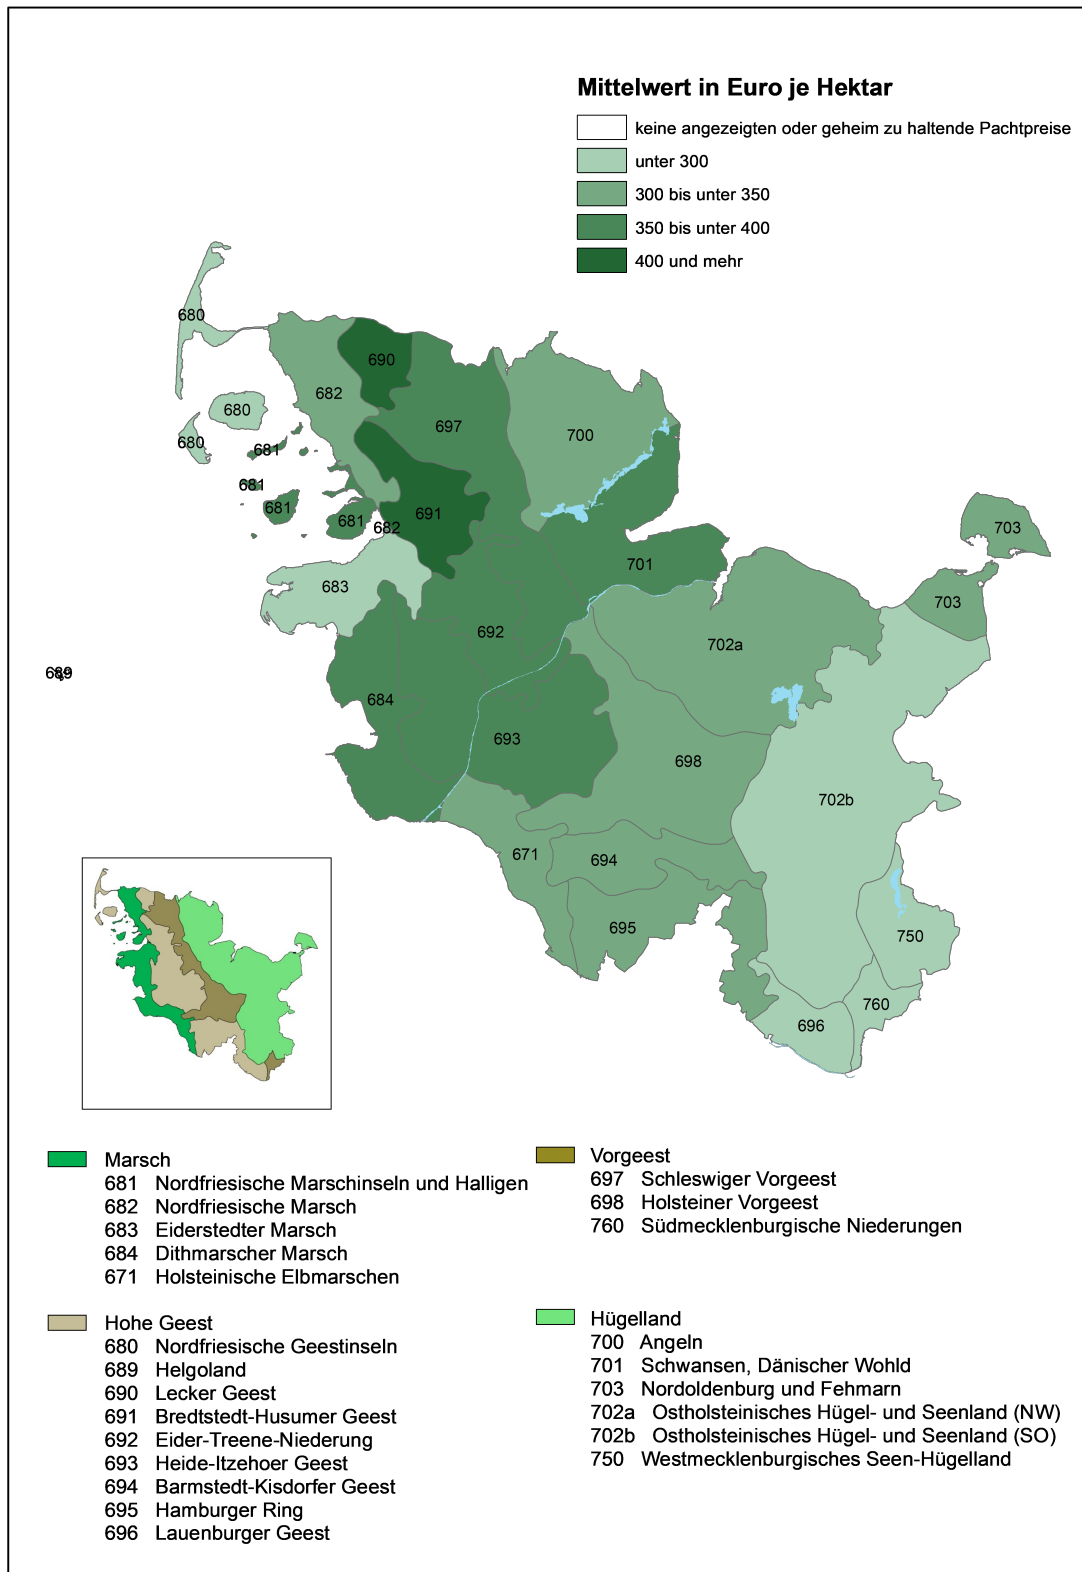 Mittelwert in Euro je Hektar
keine angezeigten oder geheim zu haltende Pachtpreise
unter 300
300 bis unter 350
350 bis unter 400
400 und mehr
680
690
682
680
697
700
680
681
681
681
681
682
691
703
701
683
703
692
702a
689
684
693
698
702b
671
694
695
750
760
696
Marsch
681 Nordfriesische Marschinseln und Halligen
682 Nordfriesische Marsch
683 Eiderstedter Marsch
684 Dithmarscher Marsch
671 Holsteinische Elbmarschen
Hohe Geest
680 Nordfriesische Geestinseln
689 Helgoland
690 Lecker Geest
691 Bredtstedt-Husumer Geest
692 Eider-Treene-Niederung
693 Heide-Itzehoer Geest
694 Barmstedt-Kisdorfer Geest
695 Hamburger Ring
696 Lauenburger Geest
Vorgeest
697 Schleswiger Vorgeest
698 Holsteiner Vorgeest
760 Südmecklenburgische Niederungen
Hügelland
700 Angeln
701 Schwansen, Dänischer Wohld
703 Nordoldenburg und Fehmarn
702a Ostholsteinisches Hügel- und Seenland (NW)
702b Ostholsteinisches Hügel- und Seenland (SO)
750 Westmecklenburgisches Seen-Hügelland